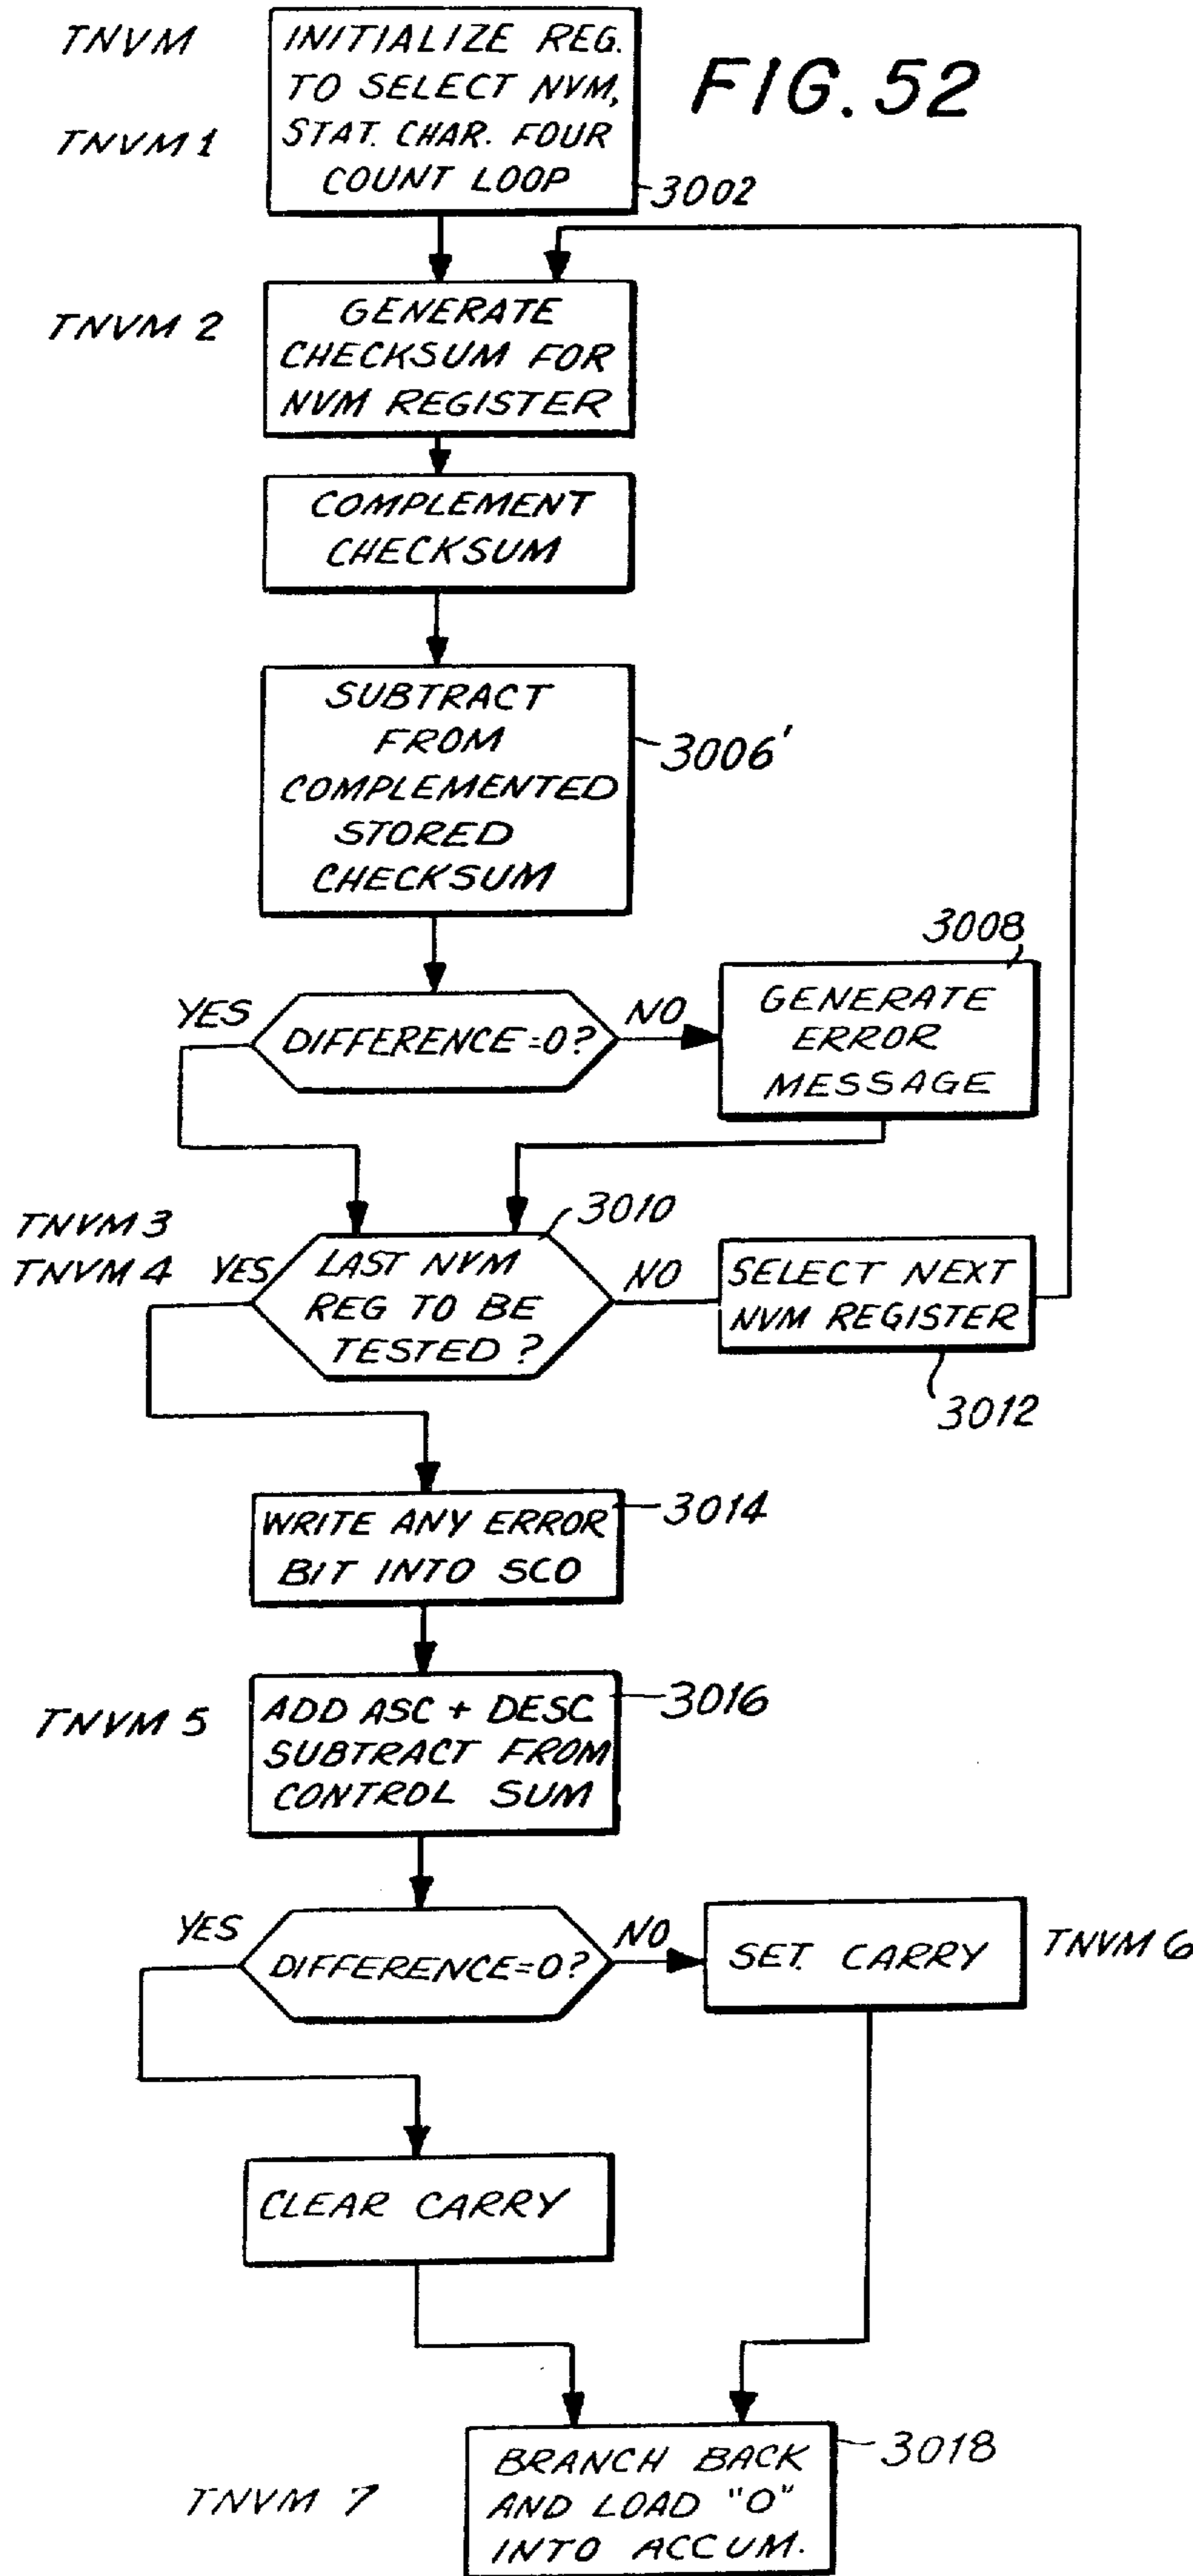 TNVM
TNVM 1
INITIALIZE REG.
TO SELECT NVM,
STAT. CHAR. FOUR
COUNT LOOP
3002
FIG. 52
TNVM 2
GENERATE
CHECKSUM FOR
NVM REGISTER
COMPLEMENT
CHECKSUM
SUBTRACT
FROM
COMPLEMENTED
STORED
CHECKSUM
3006'
YES
DIFFERENCE=0?
NO
3008
GENERATE
ERROR
MESSAGE
TNVM 3
TNVM 4
YES
LAST NVM
REG TO BE
TESTED ?
3010
NO
SELECT NEXT
NVM REGISTER
3012
WRITE ANY ERROR
BIT INTO SCO
3014
TNVM 5
ADD ASC + DESC
SUBTRACT FROM
CONTROL SUM
3016
YES
DIFFERENCE=0?
NO
SET. CARRY
TNVM 6
CLEAR CARRY
TNVM 7
BRANCH BACK
AND LOAD "O"
INTO ACCUM.
3018